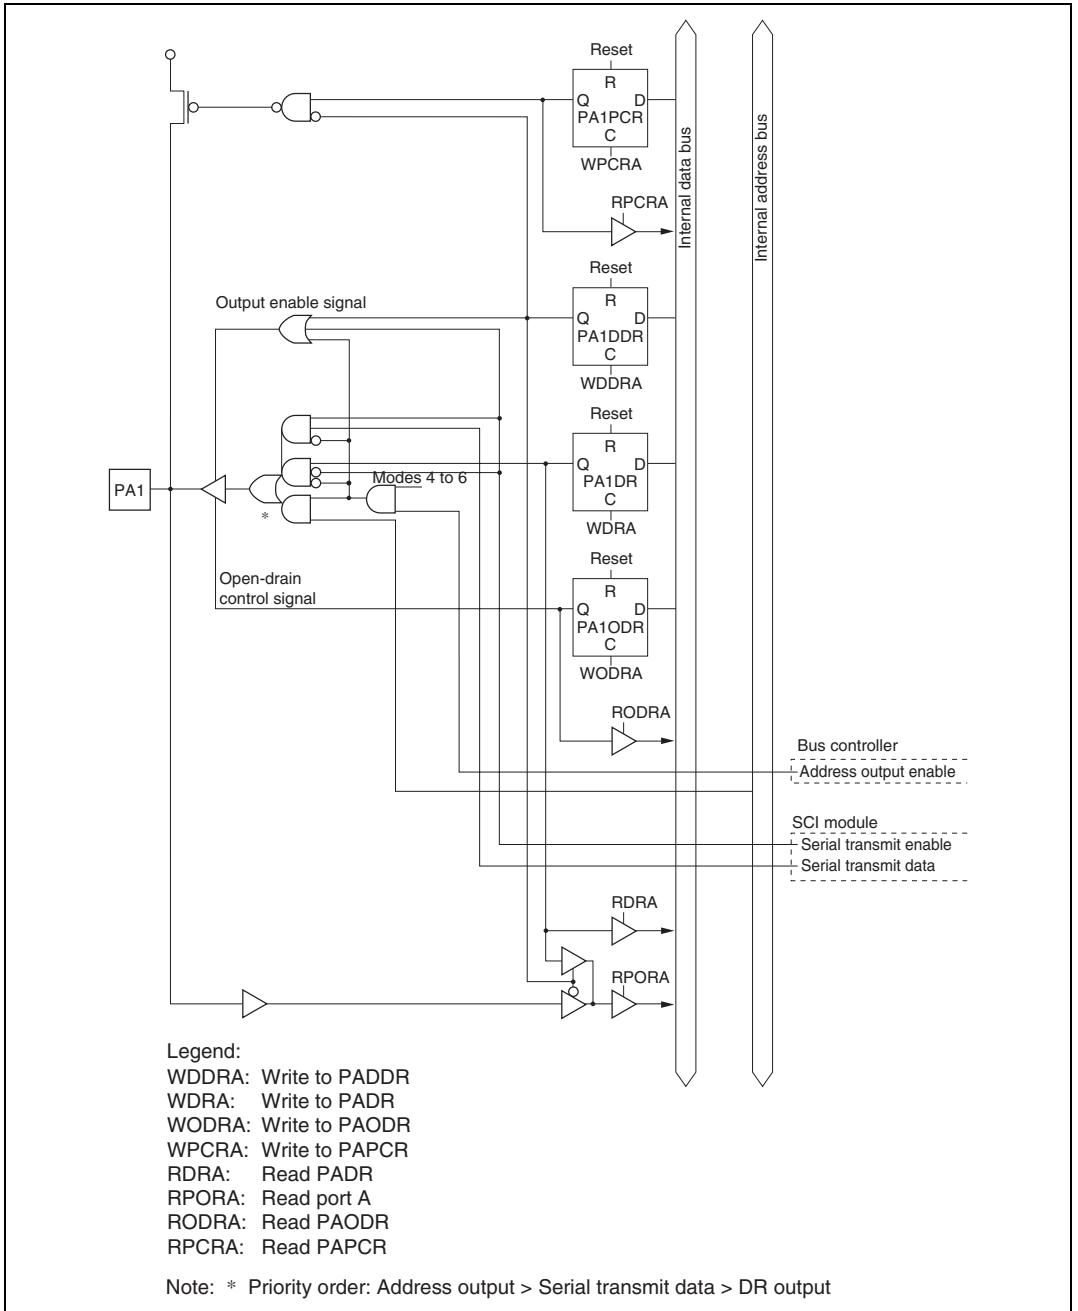 Reset
R
Q D
PA1PCR
C
WPCRA
RPCRA
Internal data bus
Internal address bus
Reset
R
Q D
PA1DDR
C
WDDRA
Output enable signal
Reset
R
Q D
PA1DR
C
WDRA
Modes 4 to 6
PA1
*
Reset
R
Q D
PA1ODR
C
WODRA
Open-drain
control signal
RODRA
Bus controller
Address output enable
SCI module
Serial transmit enable
Serial transmit data
RDRA
RPORA
Legend:
WDDRA: Write to PADDR
WDRA: Write to PADR
WODRA: Write to PAODR
WPCRA: Write to PAPCR
RDRA: Read PADR
RPORA: Read port A
RODRA: Read PAODR
RPCRA: Read PAPCR
Note: * Priority order: Address output > Serial transmit data > DR output